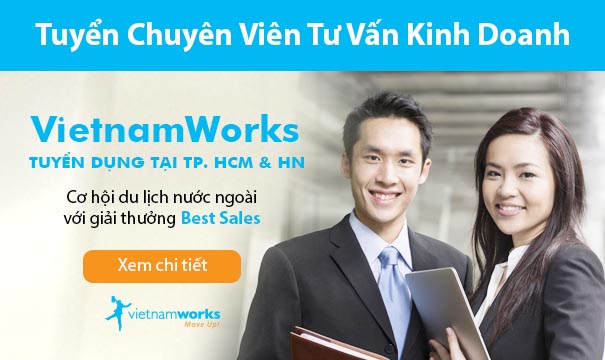 Tuyển Chuyên Viên Tư Vấn Kinh Doanh
VietnamWorks
TUYỂN DỤNG TẠI TP. HCM & HN
Cơ hội du lịch nước ngoài
với giải thưởng Best Sales
Xem chi tiết
vietnamworks
Move Up!